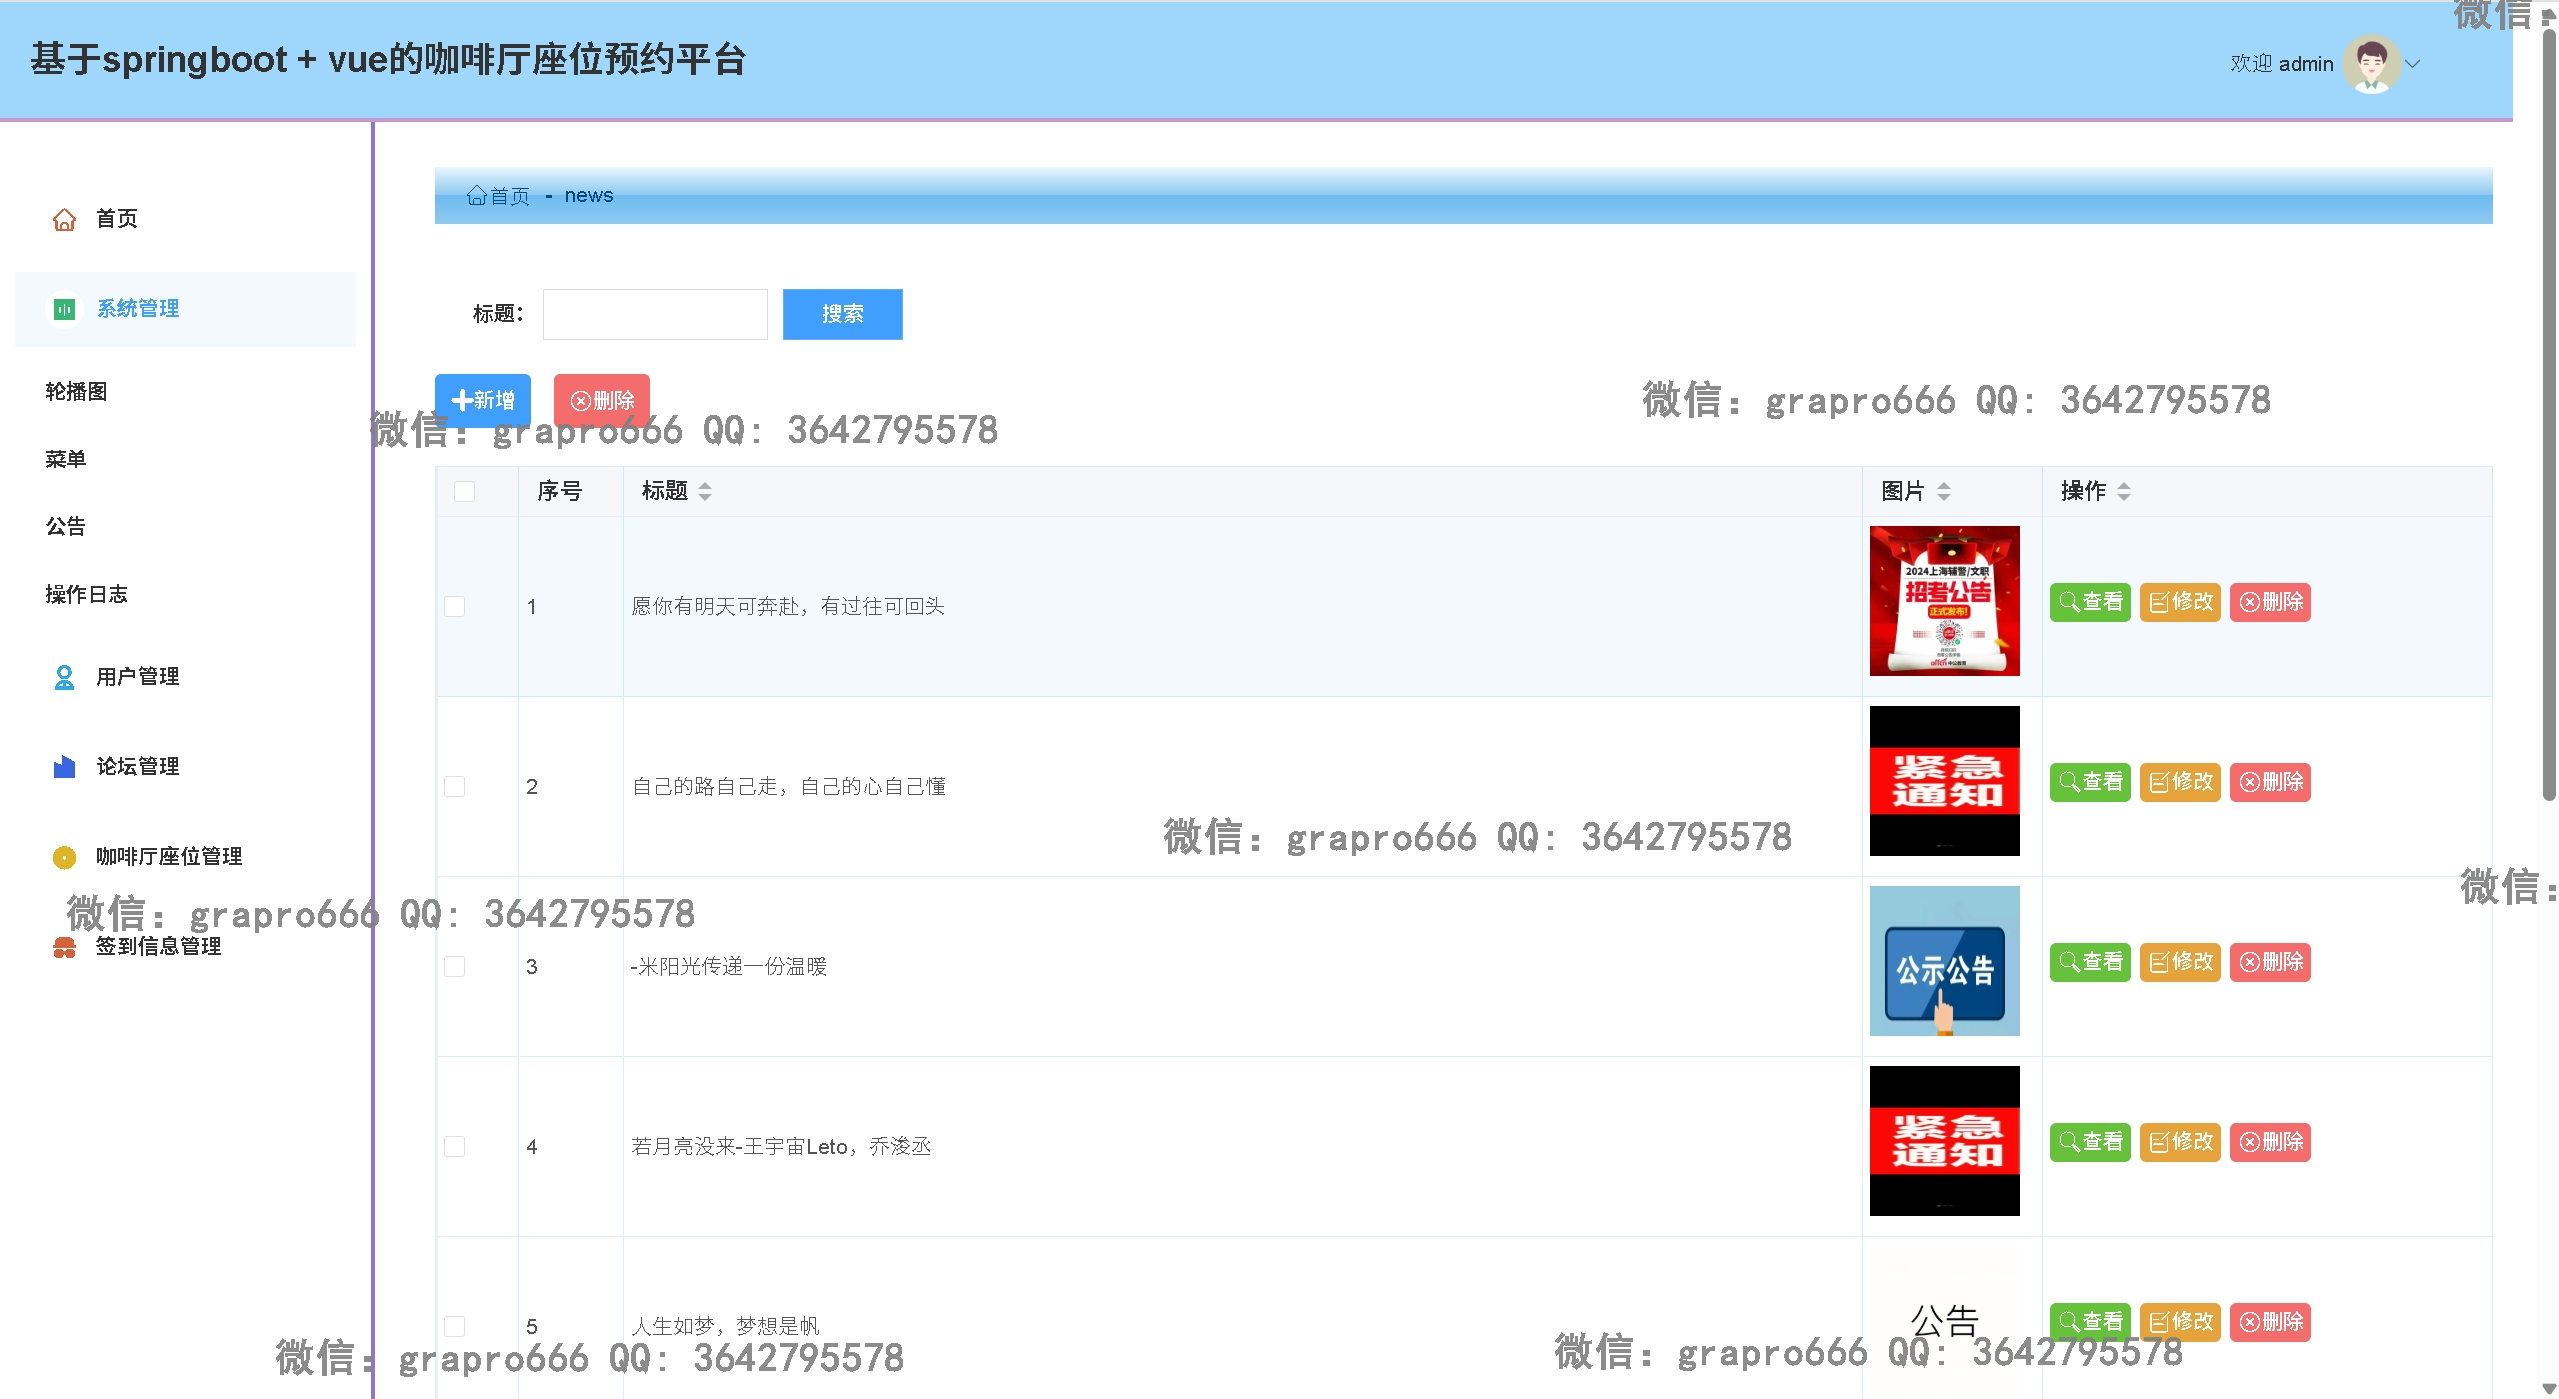 微信:
基于springboot + vue的咖啡厅座位预约平台
欢迎 admin
首页 - news
首页
系统管理
轮播图
菜单
公告
操作日志
用户管理
论坛管理
咖啡厅座位管理
签到信息管理
标题:
搜索
新增
删除
微信: grapro666 QQ: 3642795578
微信: grapro666 QQ: 3642795578
序号 标题 图片 操作
1 愿你有明天可奔赴，有过往可回头
2024上海辅警/文职
招考公告
正式发布!
中公教育
查看 修改 删除
2 自己的路自己走，自己的心自己懂
紧急
通知
查看 修改 删除
微信: grapro666 QQ: 3642795578
微信:
微信: grapro666 QQ: 3642795578
3 -米阳光传递一份温暖
公示公告
查看 修改 删除
4 若月亮没来-王宇宙Leto，乔浚丞
紧急
通知
查看 修改 删除
5 人生如梦，梦想是帆
公告
查看 修改 删除
微信: grapro666 QQ: 3642795578
微信: grapro666 QQ: 3642795578